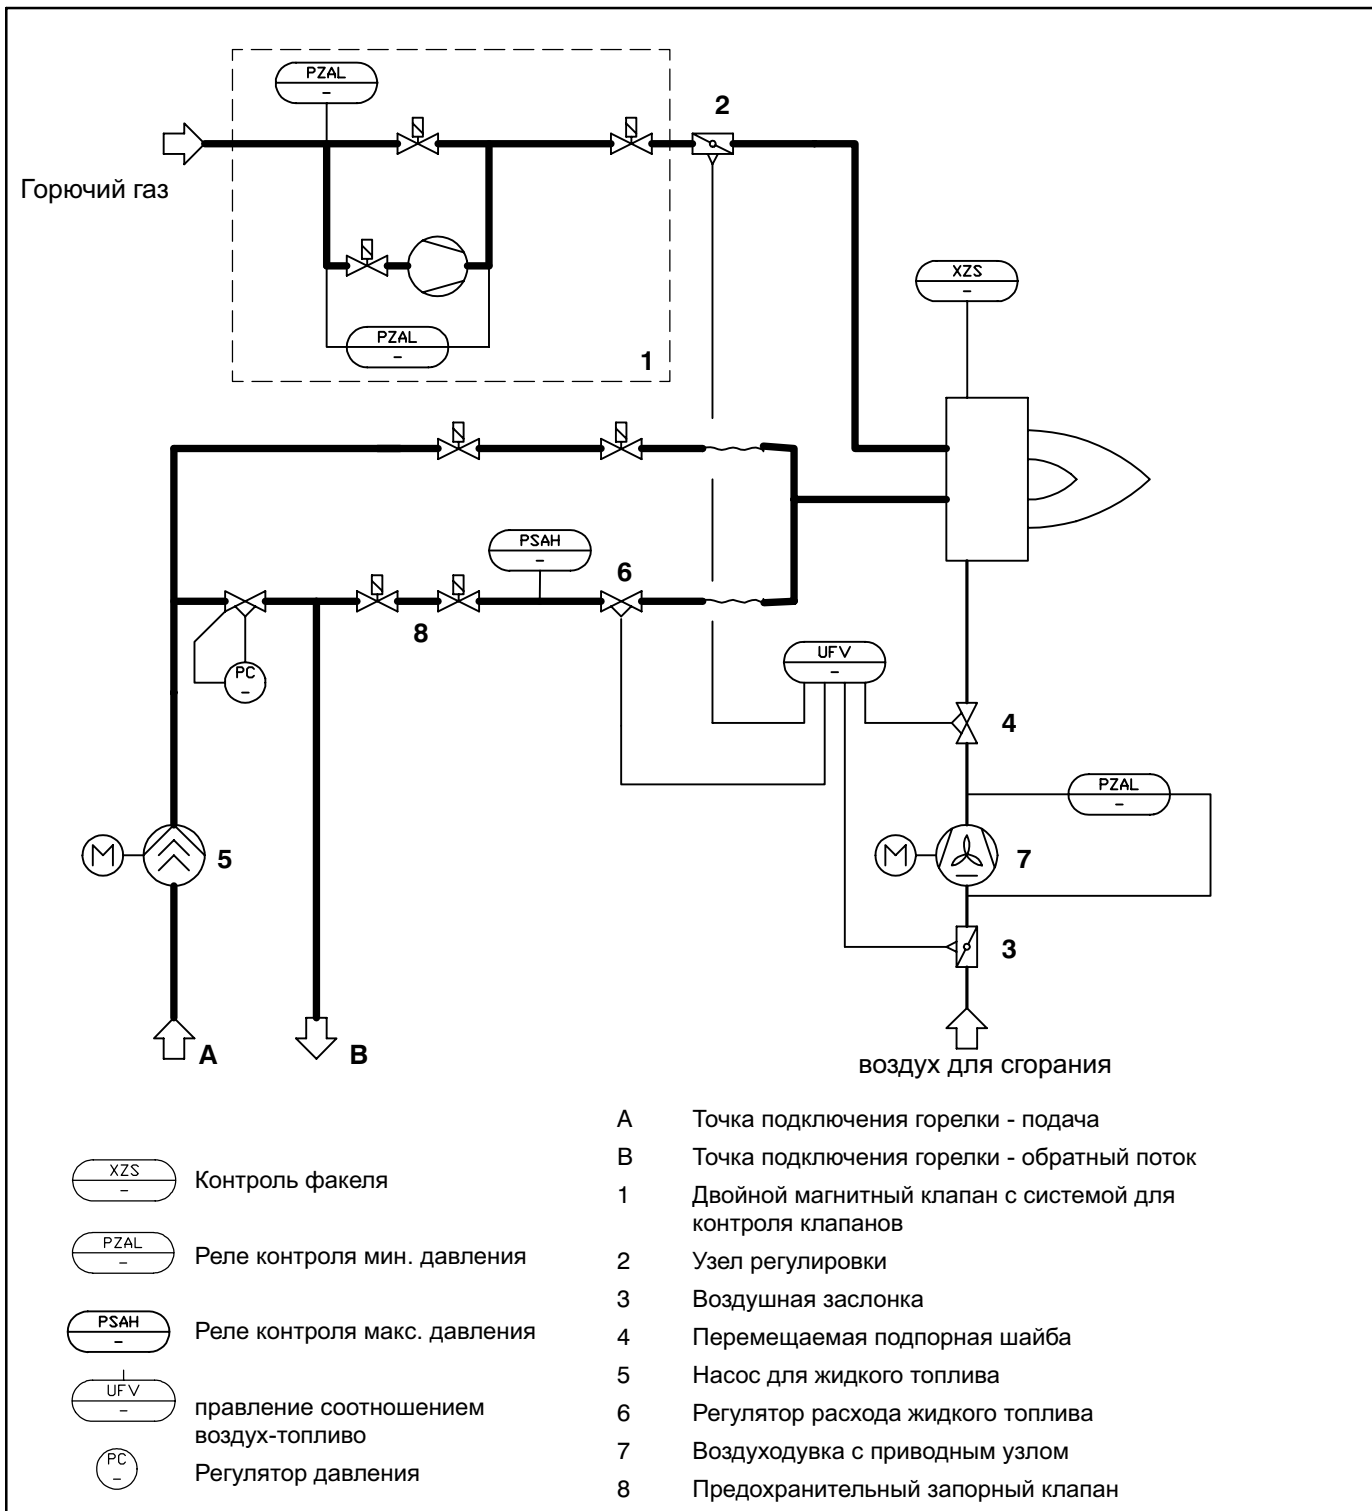 PZAL
–
2
Горючий газ
XZS
–
PZAL
–
1
PSAH
–
6
8
UFV
–
PC
–
4
PZAL
–
M
5
M
7
3
A
B
воздух для сгорания
A Точка подключения горелки - подача
B Точка подключения горелки - обратный поток
1 Двойной магнитный клапан с системой для
контроля клапанов
2 Узел регулировки
3 Воздушная заслонка
4 Перемещаемая подпорная шайба
5 Насос для жидкого топлива
6 Регулятор расхода жидкого топлива
7 Воздуходувка с приводным узлом
8 Предохранительный запорный клапан
XZS
–
Контроль факеля
PZAL
–
Реле контроля мин. давления
PSAH
–
Реле контроля макс. давления
UFV
–
правление соотношением
воздух-топливо
PC
–
Регулятор давления